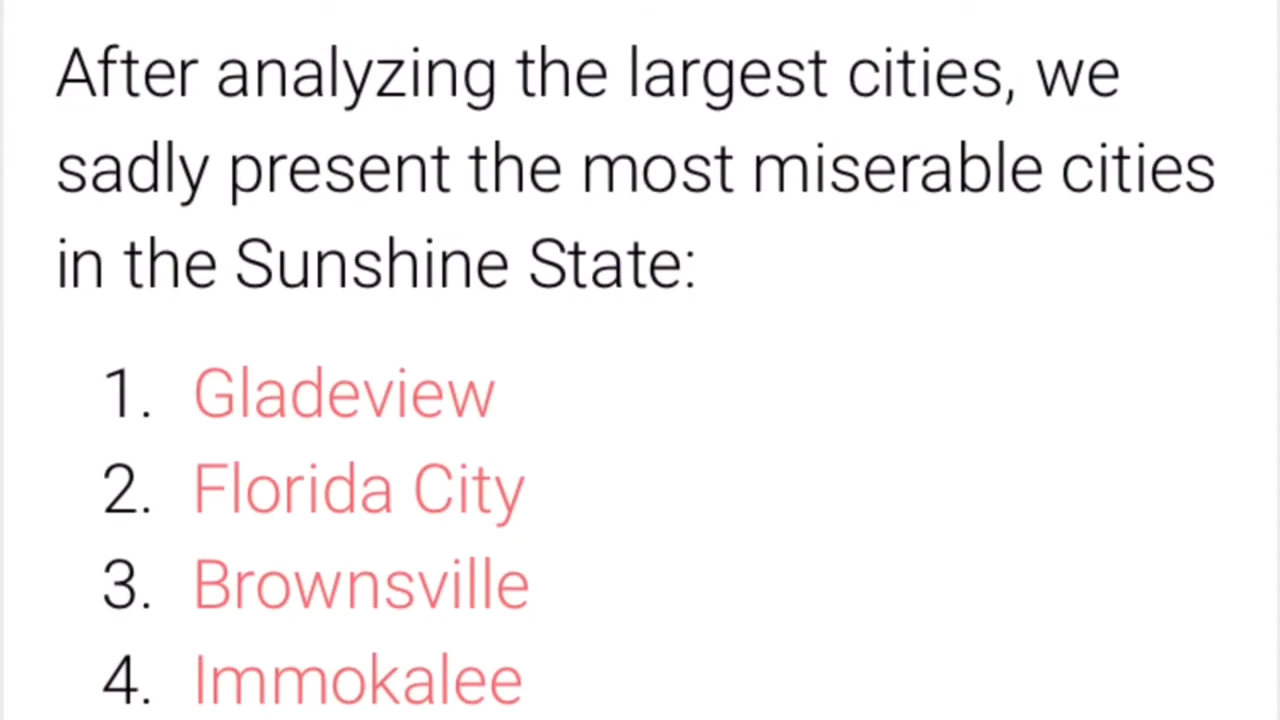 After analyzing the largest cities, we
sadly present the most miserable cities
in the Sunshine State:
1. Gladeview
2. Florida City
3. Brownsville
4. Immokalee